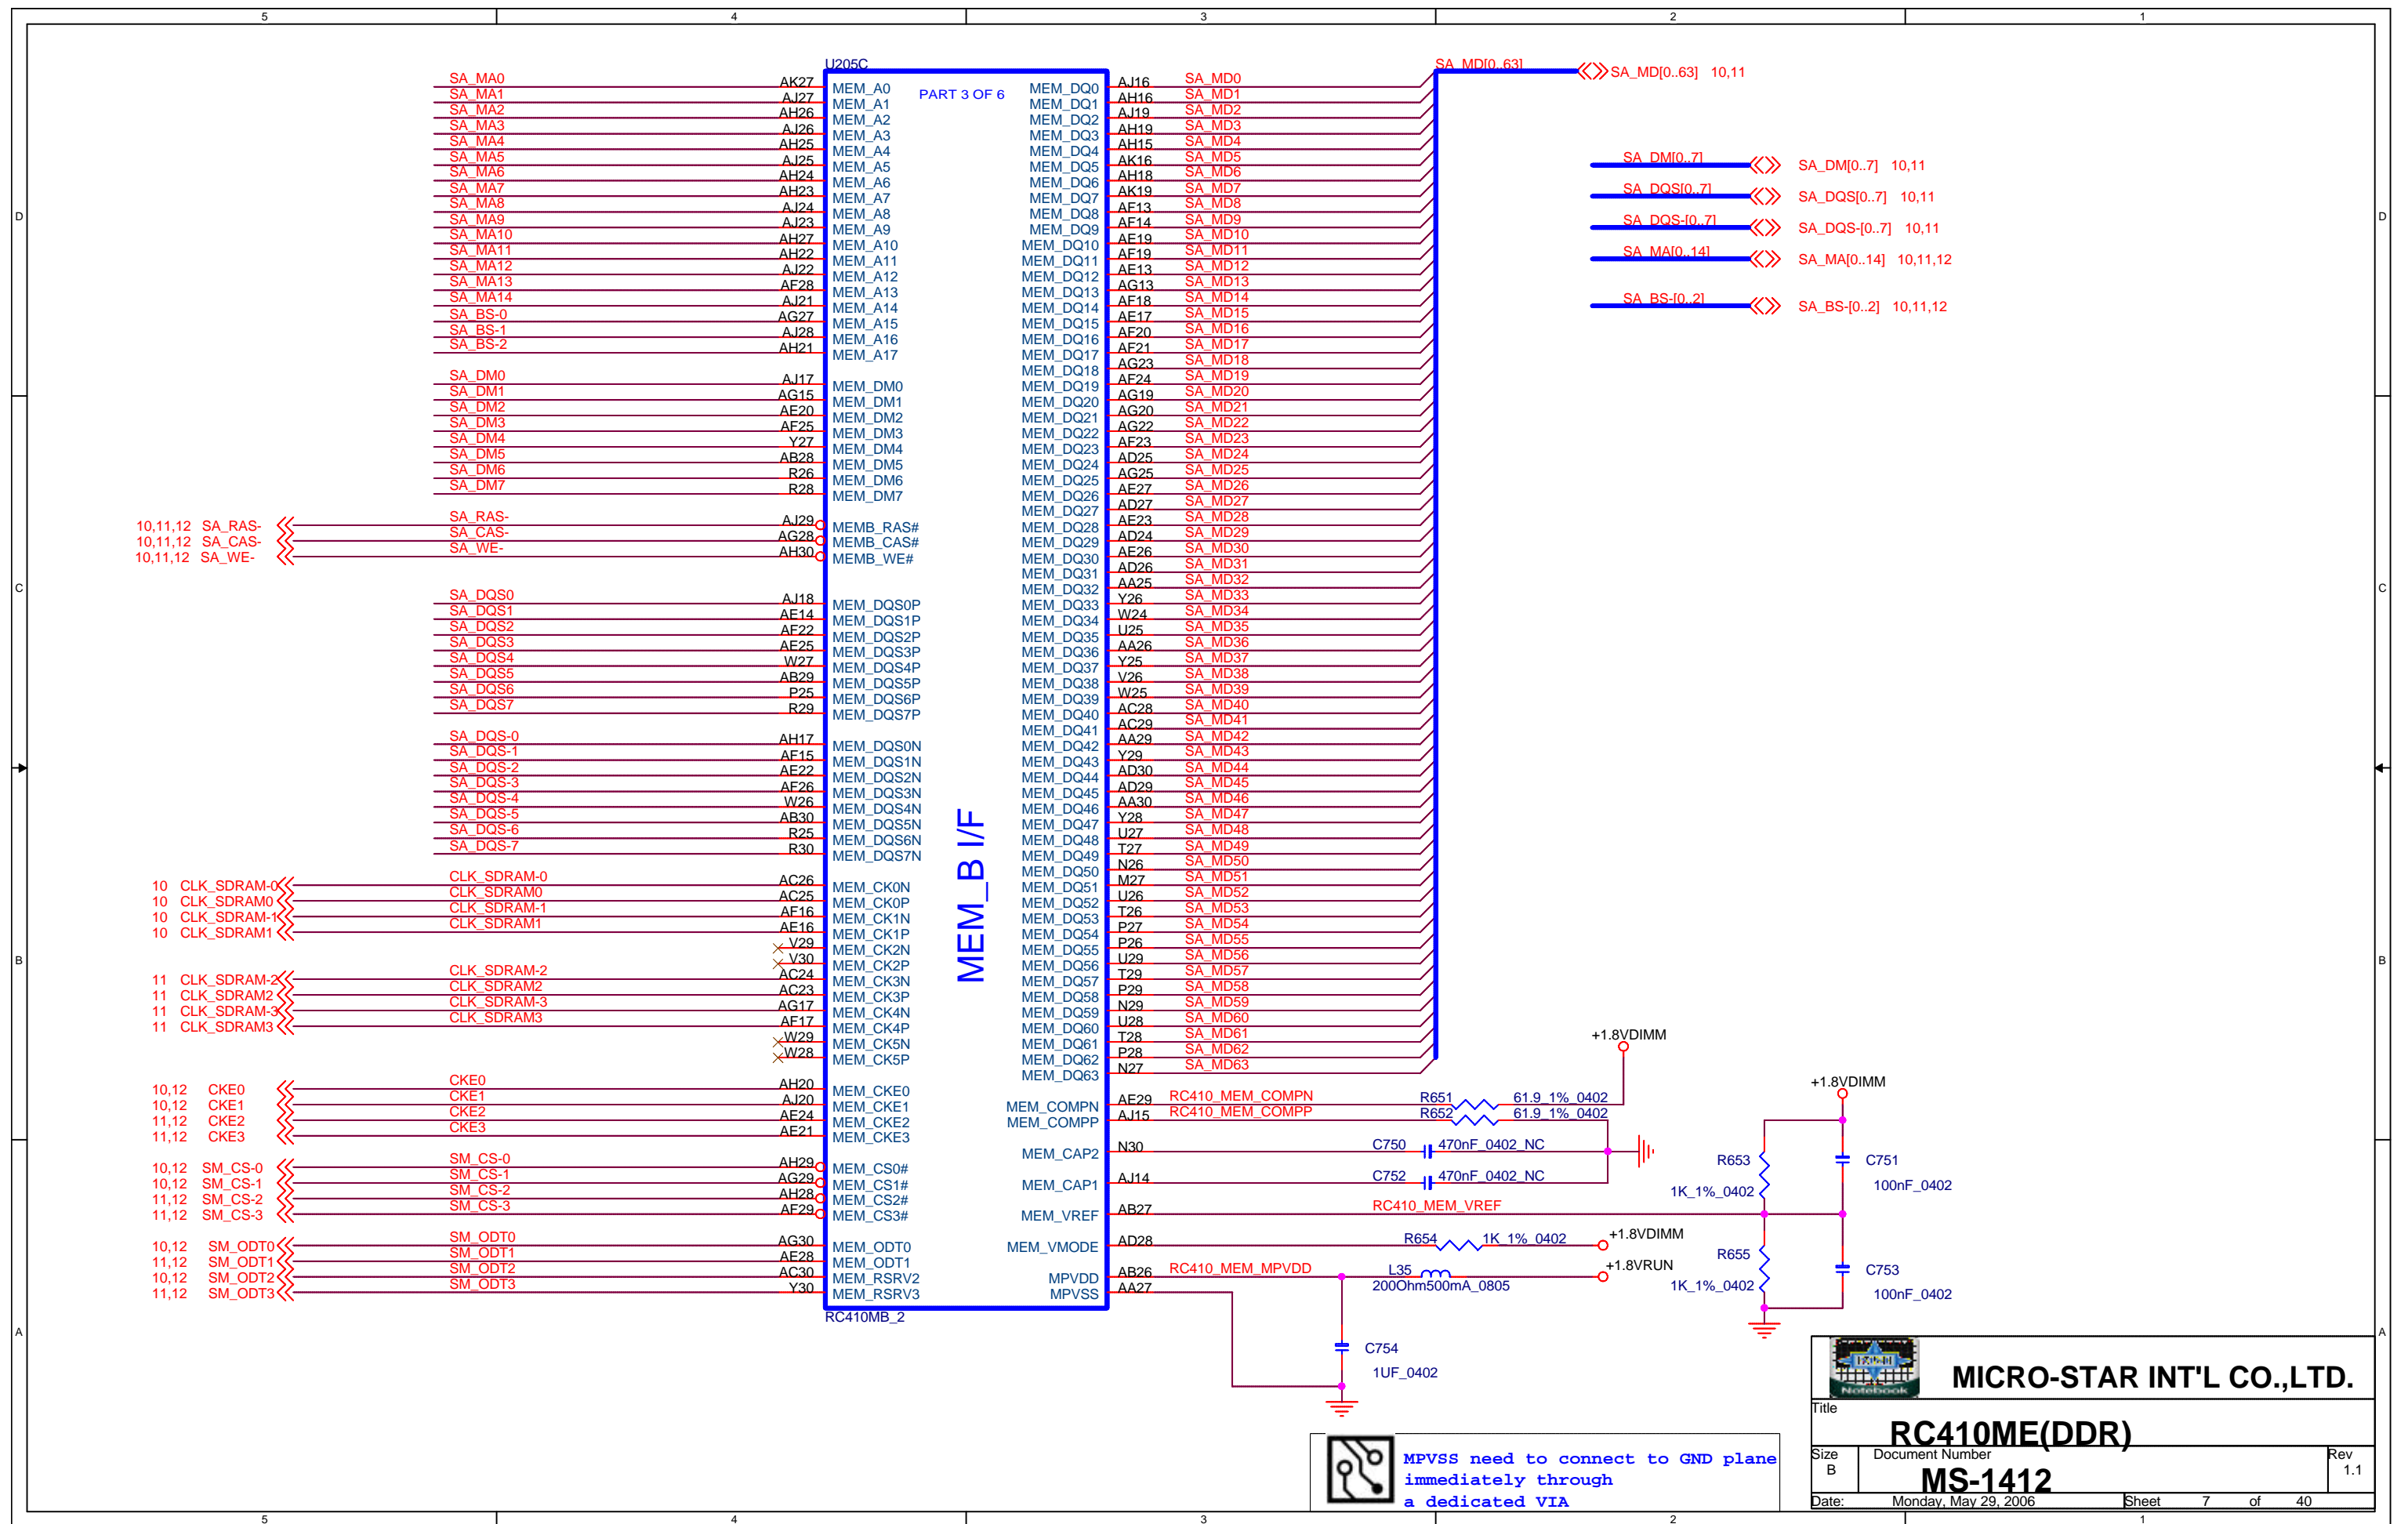 5 4 3 2 1
U205C
PART 3 OF 6
SA_MA0 AK27 MEM_A0
SA_MA1 AJ27 MEM_A1
SA_MA2 AH26 MEM_A2
SA_MA3 AJ26 MEM_A3
SA_MA4 AH25 MEM_A4
SA_MA5 AJ25 MEM_A5
SA_MA6 AH24 MEM_A6
SA_MA7 AH23 MEM_A7
SA_MA8 AJ24 MEM_A8
SA_MA9 AJ23 MEM_A9
SA_MA10 AH27 MEM_A10
SA_MA11 AH22 MEM_A11
SA_MA12 AJ22 MEM_A12
SA_MA13 AF28 MEM_A13
SA_MA14 AJ21 MEM_A14
SA_BS-0 AG27 MEM_A15
SA_BS-1 AJ28 MEM_A16
SA_BS-2 AH21 MEM_A17
SA_DM0 AJ17 MEM_DM0
SA_DM1 AG15 MEM_DM1
SA_DM2 AE20 MEM_DM2
SA_DM3 AF25 MEM_DM3
SA_DM4 Y27 MEM_DM4
SA_DM5 AB28 MEM_DM5
SA_DM6 R26 MEM_DM6
SA_DM7 R28 MEM_DM7
10,11,12 SA_RAS- SA_RAS- AJ29 MEMB_RAS#
10,11,12 SA_CAS- SA_CAS- AG28 MEMB_CAS#
10,11,12 SA_WE- SA_WE- AH30 MEMB_WE#
SA_DQS0 AJ18 MEM_DQS0P
SA_DQS1 AE14 MEM_DQS1P
SA_DQS2 AF22 MEM_DQS2P
SA_DQS3 AE25 MEM_DQS3P
SA_DQS4 W27 MEM_DQS4P
SA_DQS5 AB29 MEM_DQS5P
SA_DQS6 P25 MEM_DQS6P
SA_DQS7 R29 MEM_DQS7P
SA_DQS-0 AH17 MEM_DQS0N
SA_DQS-1 AF15 MEM_DQS1N
SA_DQS-2 AE22 MEM_DQS2N
SA_DQS-3 AF26 MEM_DQS3N
SA_DQS-4 W26 MEM_DQS4N
SA_DQS-5 AB30 MEM_DQS5N
SA_DQS-6 R25 MEM_DQS6N
SA_DQS-7 R30 MEM_DQS7N
10 CLK_SDRAM-0 CLK_SDRAM-0 AC26 MEM_CK0N
10 CLK_SDRAM0 CLK_SDRAM0 AC25 MEM_CK0P
10 CLK_SDRAM-1 CLK_SDRAM-1 AF16 MEM_CK1N
10 CLK_SDRAM1 CLK_SDRAM1 AE16 MEM_CK1P
V29 MEM_CK2N
V30 MEM_CK2P
11 CLK_SDRAM-2 CLK_SDRAM-2 AC24 MEM_CK3N
11 CLK_SDRAM2 CLK_SDRAM2 AC23 MEM_CK3P
11 CLK_SDRAM-3 CLK_SDRAM-3 AG17 MEM_CK4N
11 CLK_SDRAM3 CLK_SDRAM3 AF17 MEM_CK4P
W29 MEM_CK5N
W28 MEM_CK5P
10,12 CKE0 CKE0 AH20 MEM_CKE0
10,12 CKE1 CKE1 AJ20 MEM_CKE1
11,12 CKE2 CKE2 AE24 MEM_CKE2
11,12 CKE3 CKE3 AE21 MEM_CKE3
10,12 SM_CS-0 SM_CS-0 AH29 MEM_CS0#
10,12 SM_CS-1 SM_CS-1 AG29 MEM_CS1#
11,12 SM_CS-2 SM_CS-2 AH28 MEM_CS2#
11,12 SM_CS-3 SM_CS-3 AF29 MEM_CS3#
10,12 SM_ODT0 SM_ODT0 AG30 MEM_ODT0
11,12 SM_ODT1 SM_ODT1 AE28 MEM_ODT1
10,12 SM_ODT2 SM_ODT2 AC30 MEM_RSRV2
11,12 SM_ODT3 SM_ODT3 Y30 MEM_RSRV3
RC410MB_2
MEM_B I/F
MEM_DQ0 AJ16 SA_MD0
MEM_DQ1 AH16 SA_MD1
MEM_DQ2 AJ19 SA_MD2
MEM_DQ3 AH19 SA_MD3
MEM_DQ4 AH15 SA_MD4
MEM_DQ5 AK16 SA_MD5
MEM_DQ6 AH18 SA_MD6
MEM_DQ7 AK19 SA_MD7
MEM_DQ8 AF13 SA_MD8
MEM_DQ9 AF14 SA_MD9
MEM_DQ10 AE19 SA_MD10
MEM_DQ11 AF19 SA_MD11
MEM_DQ12 AE13 SA_MD12
MEM_DQ13 AG13 SA_MD13
MEM_DQ14 AF18 SA_MD14
MEM_DQ15 AE17 SA_MD15
MEM_DQ16 AF20 SA_MD16
MEM_DQ17 AF21 SA_MD17
MEM_DQ18 AG23 SA_MD18
MEM_DQ19 AF24 SA_MD19
MEM_DQ20 AG19 SA_MD20
MEM_DQ21 AG20 SA_MD21
MEM_DQ22 AG22 SA_MD22
MEM_DQ23 AF23 SA_MD23
MEM_DQ24 AD25 SA_MD24
MEM_DQ25 AG25 SA_MD25
MEM_DQ26 AE27 SA_MD26
MEM_DQ27 AD27 SA_MD27
MEM_DQ28 AE23 SA_MD28
MEM_DQ29 AD24 SA_MD29
MEM_DQ30 AE26 SA_MD30
MEM_DQ31 AD26 SA_MD31
MEM_DQ32 AA25 SA_MD32
MEM_DQ33 Y26 SA_MD33
MEM_DQ34 W24 SA_MD34
MEM_DQ35 U25 SA_MD35
MEM_DQ36 AA26 SA_MD36
MEM_DQ37 Y25 SA_MD37
MEM_DQ38 V26 SA_MD38
MEM_DQ39 W25 SA_MD39
MEM_DQ40 AC28 SA_MD40
MEM_DQ41 AC29 SA_MD41
MEM_DQ42 AA29 SA_MD42
MEM_DQ43 Y29 SA_MD43
MEM_DQ44 AD30 SA_MD44
MEM_DQ45 AD29 SA_MD45
MEM_DQ46 AA30 SA_MD46
MEM_DQ47 Y28 SA_MD47
MEM_DQ48 U27 SA_MD48
MEM_DQ49 T27 SA_MD49
MEM_DQ50 N26 SA_MD50
MEM_DQ51 M27 SA_MD51
MEM_DQ52 U26 SA_MD52
MEM_DQ53 T26 SA_MD53
MEM_DQ54 P27 SA_MD54
MEM_DQ55 P26 SA_MD55
MEM_DQ56 U29 SA_MD56
MEM_DQ57 T29 SA_MD57
MEM_DQ58 P29 SA_MD58
MEM_DQ59 N29 SA_MD59
MEM_DQ60 U28 SA_MD60
MEM_DQ61 T28 SA_MD61
MEM_DQ62 P28 SA_MD62
MEM_DQ63 N27 SA_MD63
MEM_COMPN AE29 RC410_MEM_COMPN R651 61.9_1%_0402
MEM_COMPP AJ15 RC410_MEM_COMPP R652 61.9_1%_0402
MEM_CAP2 N30 C750 470nF_0402_NC
MEM_CAP1 AJ14 C752 470nF_0402_NC
MEM_VREF AB27 RC410_MEM_VREF
MEM_VMODE AD28 R654 1K_1%_0402 +1.8VDIMM
MPVDD AB26 RC410_MEM_MPVDD L35 +1.8VRUN
200Ohm500mA_0805
MPVSS AA27
C754
1UF_0402
SA_MD[0..63] SA_MD[0..63] 10,11
SA_DM[0..7] SA_DM[0..7] 10,11
SA_DQS[0..7] SA_DQS[0..7] 10,11
SA_DQS-[0..7] SA_DQS-[0..7] 10,11
SA_MA[0..14] SA_MA[0..14] 10,11,12
SA_BS-[0..2] SA_BS-[0..2] 10,11,12
+1.8VDIMM
+1.8VDIMM
R653 C751
1K_1%_0402 100nF_0402
R655 C753
1K_1%_0402 100nF_0402
D D
C C
B B
A A
MPVSS need to connect to GND plane
immediately through
a dedicated VIA
Notebook
MICRO-STAR INT'L CO.,LTD.
Title
RC410ME(DDR)
Size Document Number Rev
B MS-1412 1.1
Date: Monday, May 29, 2006 Sheet 7 of 40
5 4 3 2 1